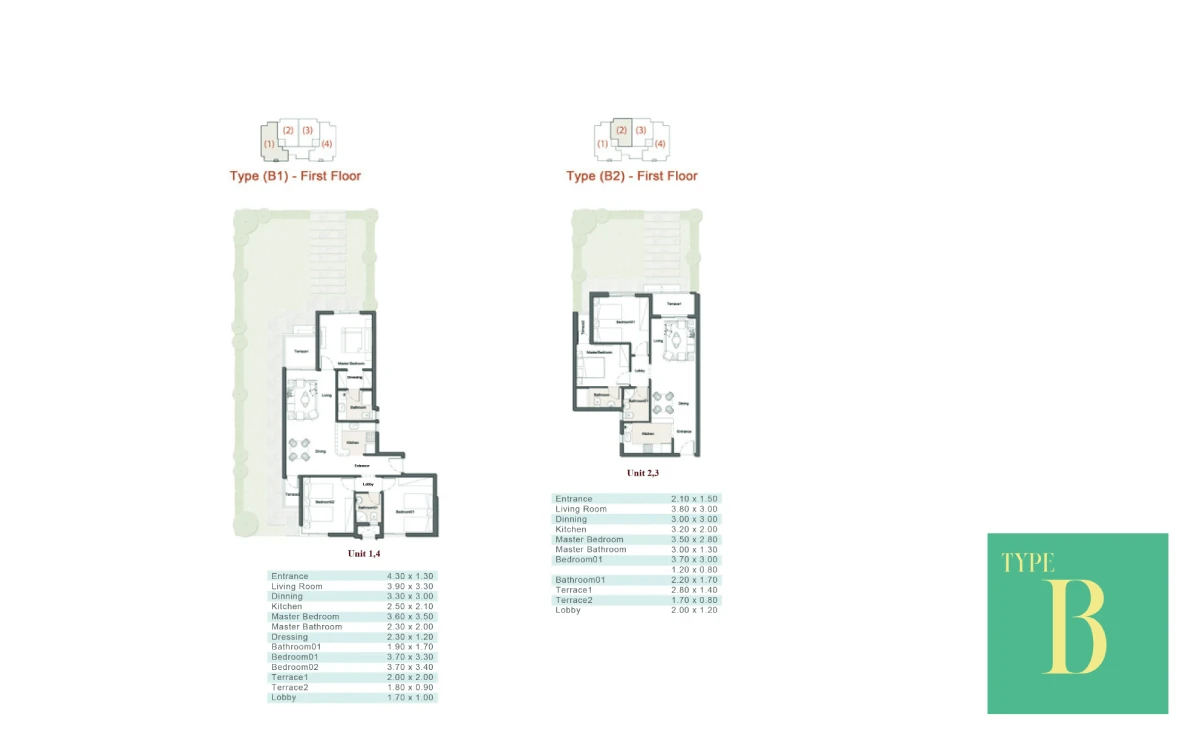 (1) (2) (3) (4)
Type (B1) - First Floor
Terrace1
Master Bedroom
Dressing
Living
Bathroom
Kitchen
Dining
Entrance
Lobby
Bedroom02
Bedroom01
Unit 1,4
Entrance 4.30 x 1.30
Living Room 3.90 x 3.30
Dinning 3.30 x 3.00
Kitchen 2.50 x 2.10
Master Bedroom 3.60 x 3.50
Master Bathroom 2.30 x 2.00
Dressing 2.30 x 1.20
Bathroom01 1.90 x 1.70
Bedroom01 3.70 x 3.30
Bedroom02 3.70 x 3.40
Terrace1 2.00 x 2.00
Terrace2 1.80 x 0.90
Lobby 1.70 x 1.00
(1) (2) (3) (4)
Type (B2) - First Floor
Terrace1
Bedroom01
Living
MasterBedroom
Lobby
Bathroom
Bathroom01
Dining
Kitchen
Entrance
Unit 2,3
Entrance 2.10 x 1.50
Living Room 3.80 x 3.00
Dinning 3.00 x 3.00
Kitchen 3.20 x 2.00
Master Bedroom 3.50 x 2.80
Master Bathroom 3.00 x 1.30
Bedroom01 3.70 x 3.00
1.20 x 0.80
Bathroom01 2.20 x 1.70
Terrace1 2.80 x 1.40
Terrace2 1.70 x 0.80
Lobby 2.00 x 1.20
TYPE
B